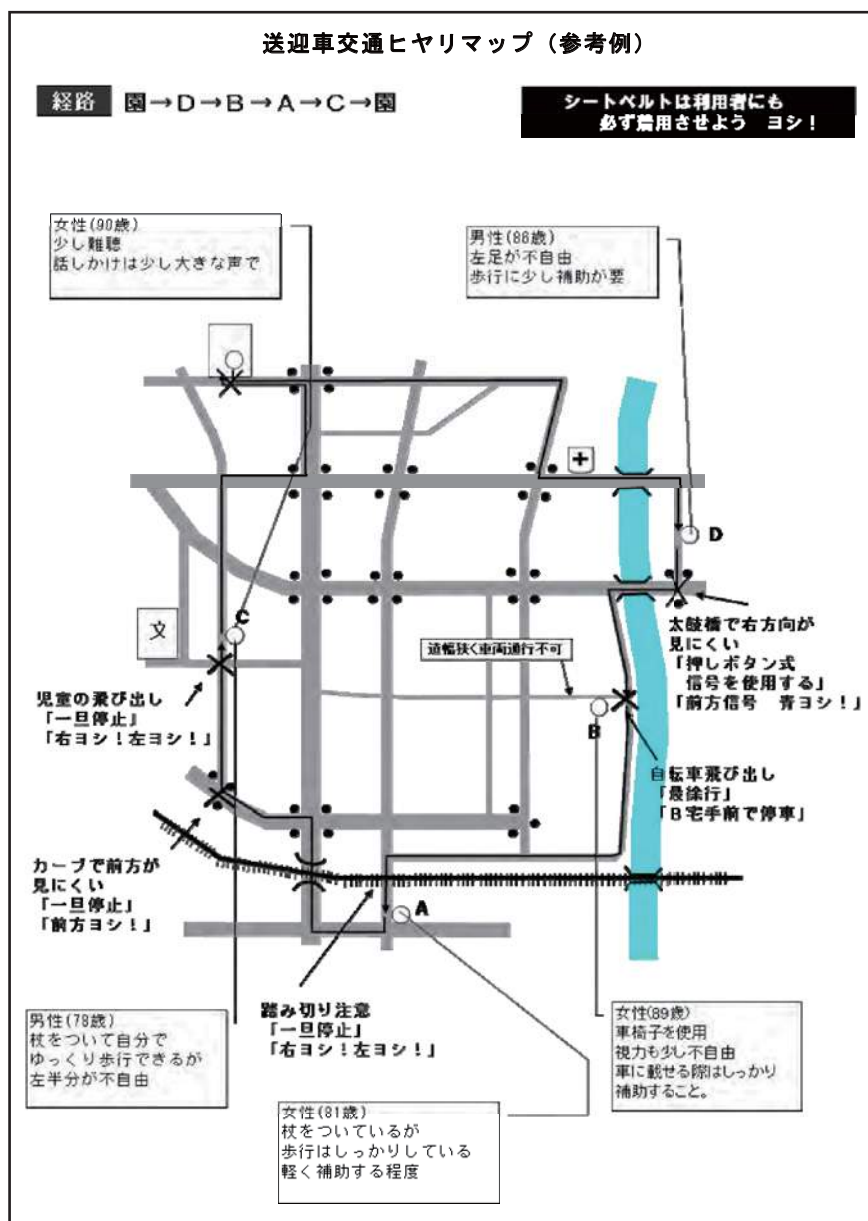 送迎車交通ヒヤリマップ（参考例）
経路 園→D→B→A→C→園
シートベルトは利用者にも
必ず着用させよう ヨシ！
女性(90歳)
少し難聴
話しかけは少し大きな声で
男性(86歳)
左足が不自由
歩行に少し補助が要
D
文
C
道幅狭く車両通行不可
太鼓橋で右方向が
見にくい
「押しボタン式
信号を使用する」
「前方信号 青ヨシ！」
児童の飛び出し
「一旦停止」
「右ヨシ！左ヨシ！」
B
自転車飛び出し
「最徐行」
「B宅手前で停車」
カーブで前方が
見にくい
「一旦停止」
「前方ヨシ！」
A
踏み切り注意
「一旦停止」
「右ヨシ！左ヨシ！」
男性(78歳)
杖をついて自分で
ゆっくり歩行できるが
左半分が不自由
女性(89歳)
車椅子を使用
視力も少し不自由
車に載せる際はしっかり
補助すること。
女性(81歳)
杖をついているが
歩行はしっかりしている
軽く補助する程度